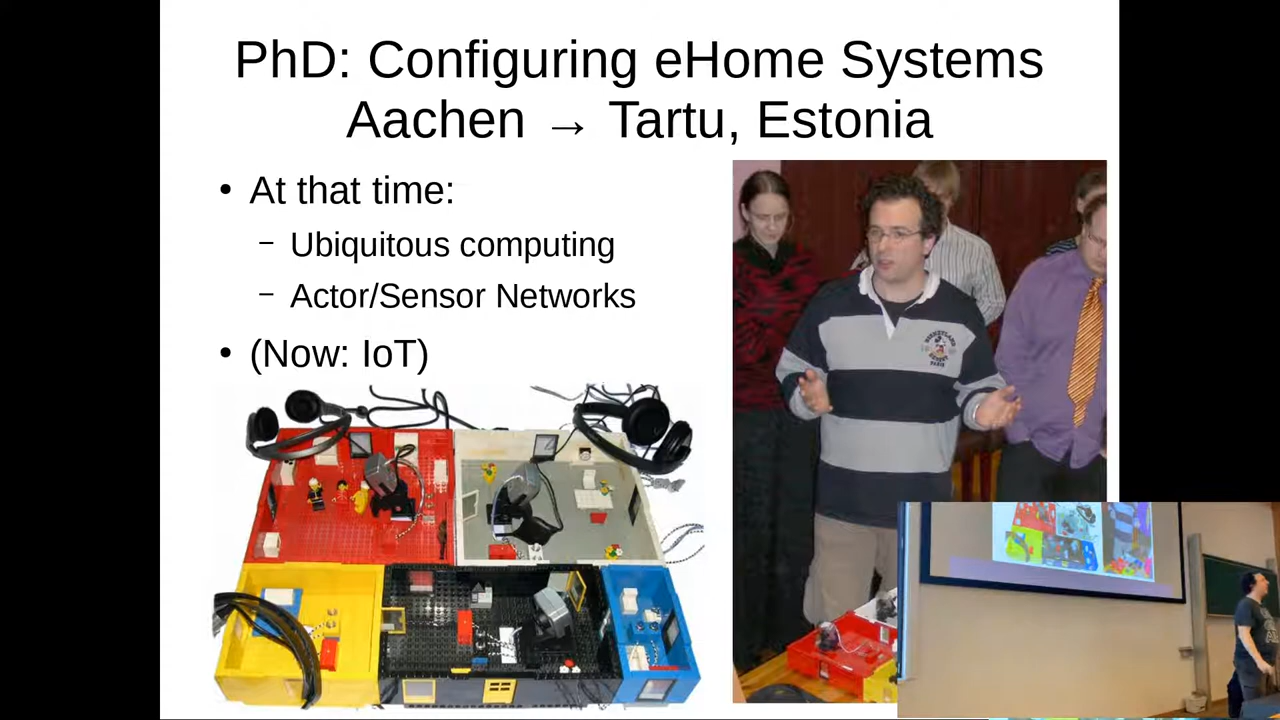 PhD: Configuring eHome Systems
Aachen → Tartu, Estonia
• At that time:
– Ubiquitous computing
– Actor/Sensor Networks
• (Now: IoT)